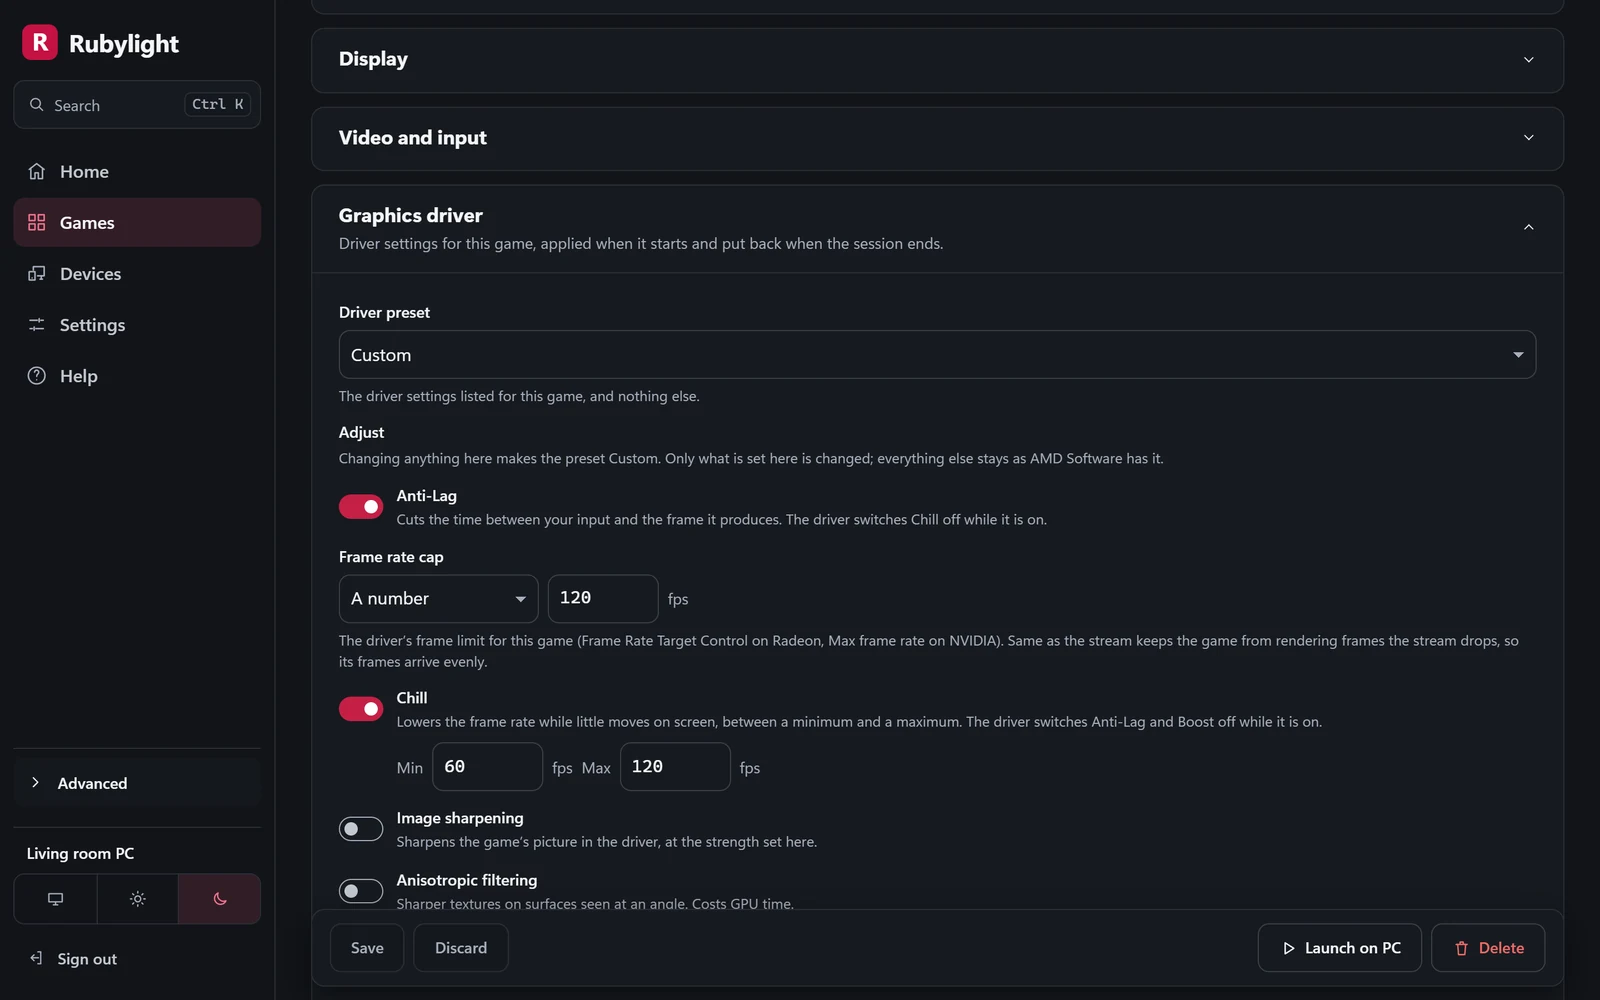 R Rubylight
Search Ctrl K
Home
Games
Devices
Settings
Help
Advanced
Living room PC
Sign out
Display
Video and input
Graphics driver
Driver settings for this game, applied when it starts and put back when the session ends.
Driver preset
Custom
The driver settings listed for this game, and nothing else.
Adjust
Changing anything here makes the preset Custom. Only what is set here is changed; everything else stays as AMD Software has it.
Anti-Lag
Cuts the time between your input and the frame it produces. The driver switches Chill off while it is on.
Frame rate cap
A number 120 fps
The driver’s frame limit for this game (Frame Rate Target Control on Radeon, Max frame rate on NVIDIA). Same as the stream keeps the game from rendering frames the stream drops, so
its frames arrive evenly.
Chill
Lowers the frame rate while little moves on screen, between a minimum and a maximum. The driver switches Anti-Lag and Boost off while it is on.
Min 60 fps Max 120 fps
Image sharpening
Sharpens the game’s picture in the driver, at the strength set here.
Anisotropic filtering
Sharper textures on surfaces seen at an angle. Costs GPU time.
Save Discard Launch on PC Delete